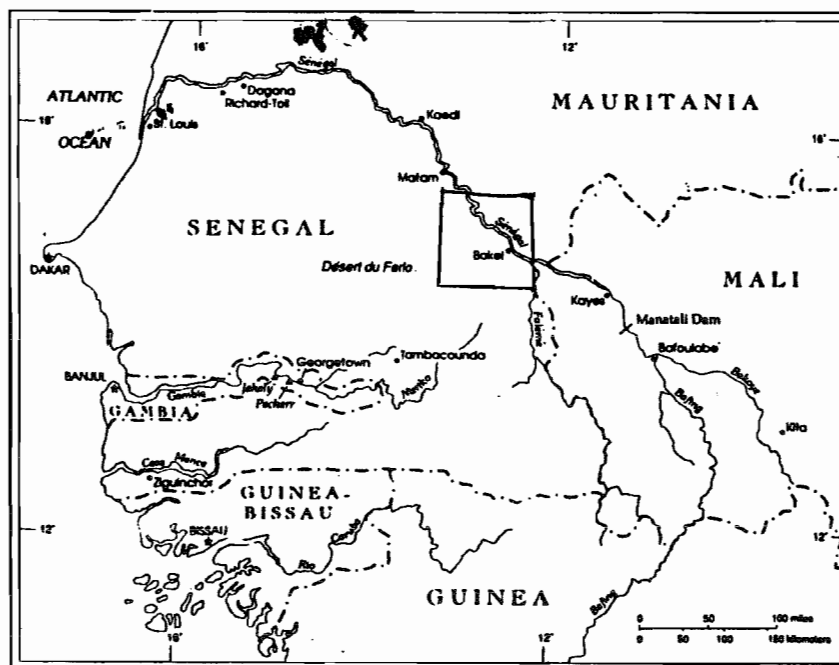 16°
12°
Sénégal
ATLANTIC
OCEAN
Dagana
Richard-Toll
MAURITANIA
16°
St. Louis
Kaedi
16°
Matam
SENEGAL
Sénégal
Bakel
DAKAR
Désert du Ferlo
MALI
Kayes
Falémé
Manatali Dam
Bafoulabe
Georgetown
Tambacounda
Bakoye
BANJUL
Gambia
Jahaly
Pacharr
Bafing
GAMBIA
Kita
Casa Mance
Ziguinchor
GUINEA-
BISSAU
12°
BISSAU
12°
Rio
Corubal
GUINEA
Bafing
0 50 100 miles
0 50 100 150 kilometers
16°
12°